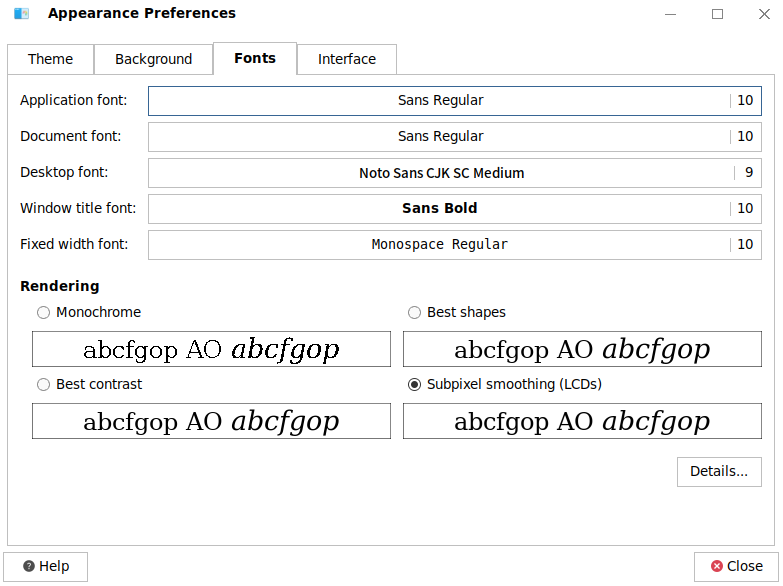 Appearance Preferences
Theme Background Fonts Interface
Application font: Sans Regular 10
Document font: Sans Regular 10
Desktop font: Noto Sans CJK SC Medium 9
Window title font: Sans Bold 10
Fixed width font: Monospace Regular 10
Rendering
Monochrome Best shapes
abcfgop AO abcfgop abcfgop AO abcfgop
Best contrast Subpixel smoothing (LCDs)
abcfgop AO abcfgop abcfgop AO abcfgop
Details...
Help Close